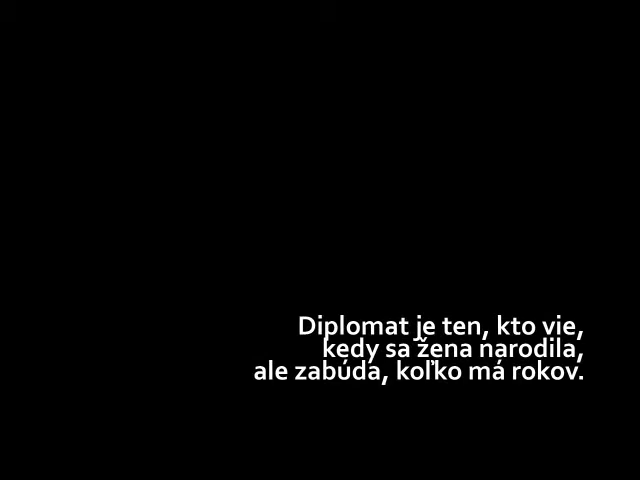 Diplomat je ten, kto vie,
kedy sa žena narodila,
ale zabúda, koľko má rokov.